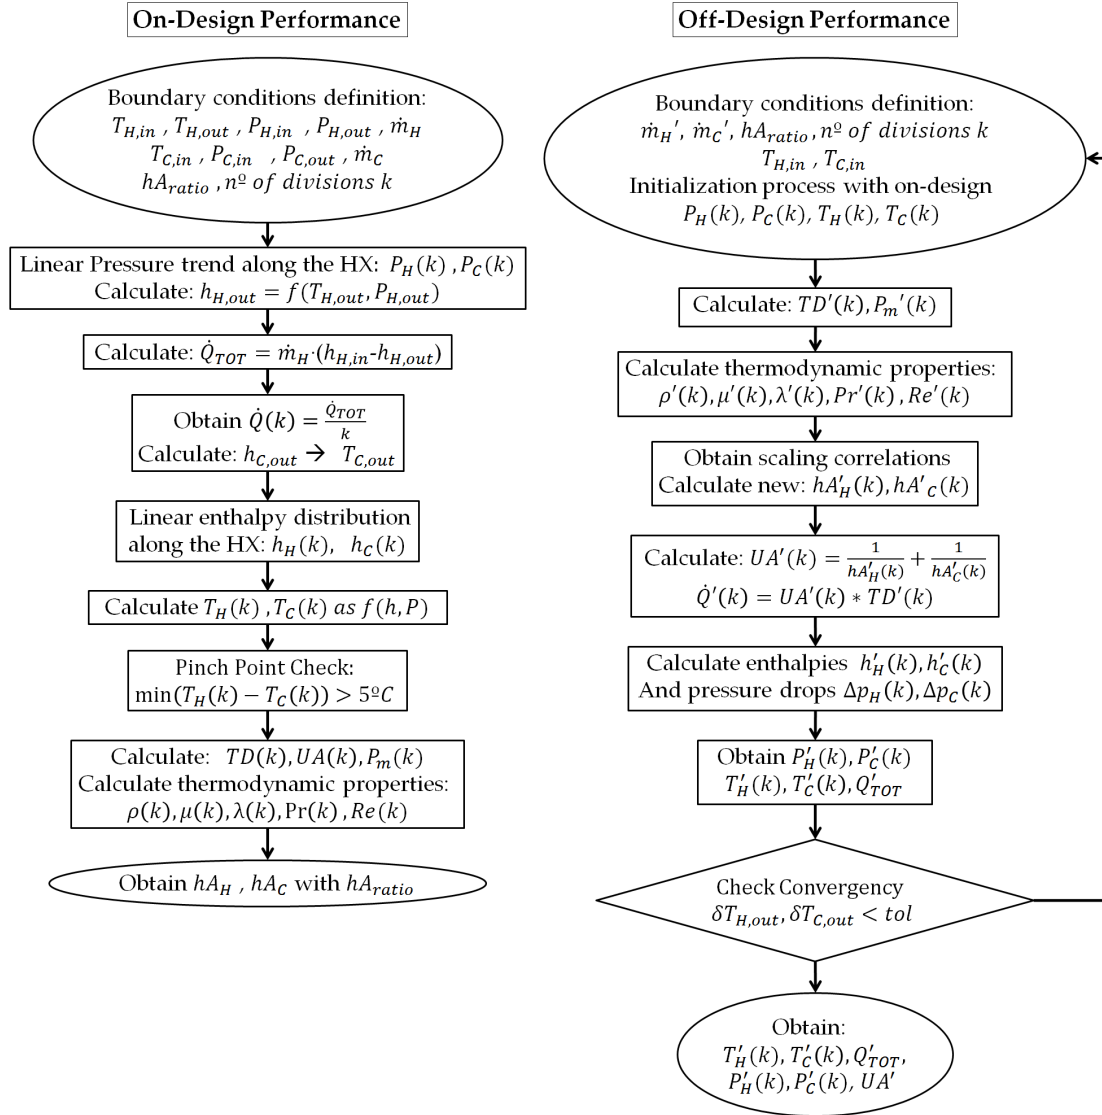 On-Design Performance
Boundary conditions definition:
T_{H,in} , T_{H,out} , P_{H,in} , P_{H,out} , ṁ_H
T_{C,in} , P_{C,in} , P_{C,out} , ṁ_C
hA_{ratio} , nº of divisions k
Linear Pressure trend along the HX: P_H(k) , P_C(k)
Calculate: h_{H,out} = f(T_{H,out}, P_{H,out})
Calculate: Q̇_{TOT} = ṁ_H·(h_{H,in}-h_{H,out})
Obtain Q̇(k) = Q̇_{TOT}/k
Calculate: h_{C,out} → T_{C,out}
Linear enthalpy distribution
along the HX: h_H(k), h_C(k)
Calculate T_H(k) , T_C(k) as f(h, P)
Pinch Point Check:
min(T_H(k) − T_C(k)) > 5ºC
Calculate: TD(k), UA(k), P_m(k)
Calculate thermodynamic properties:
ρ(k), μ(k), λ(k), Pr(k) , Re(k)
Obtain hA_H , hA_C with hA_{ratio}
Off-Design Performance
Boundary conditions definition:
ṁ_H′, ṁ_C′, hA_{ratio}, nº of divisions k
T_{H,in} , T_{C,in}
Initialization process with on-design
P_H(k), P_C(k), T_H(k), T_C(k)
Calculate: TD′(k), P_m′(k)
Calculate thermodynamic properties:
ρ′(k), μ′(k), λ′(k), Pr′(k) , Re′(k)
Obtain scaling correlations
Calculate new: hA′_H(k), hA′_C(k)
Calculate: UA′(k) = 1/hA′_H(k) + 1/hA′_C(k)
Q̇′(k) = UA′(k) ∗ TD′(k)
Calculate enthalpies h′_H(k), h′_C(k)
And pressure drops Δp_H(k), Δp_C(k)
Obtain P′_H(k), P′_C(k)
T′_H(k), T′_C(k), Q′_{TOT}
Check Convergency
δT_{H,out}, δT_{C,out} < tol
Obtain:
T′_H(k), T′_C(k), Q′_{TOT},
P′_H(k), P′_C(k), UA′